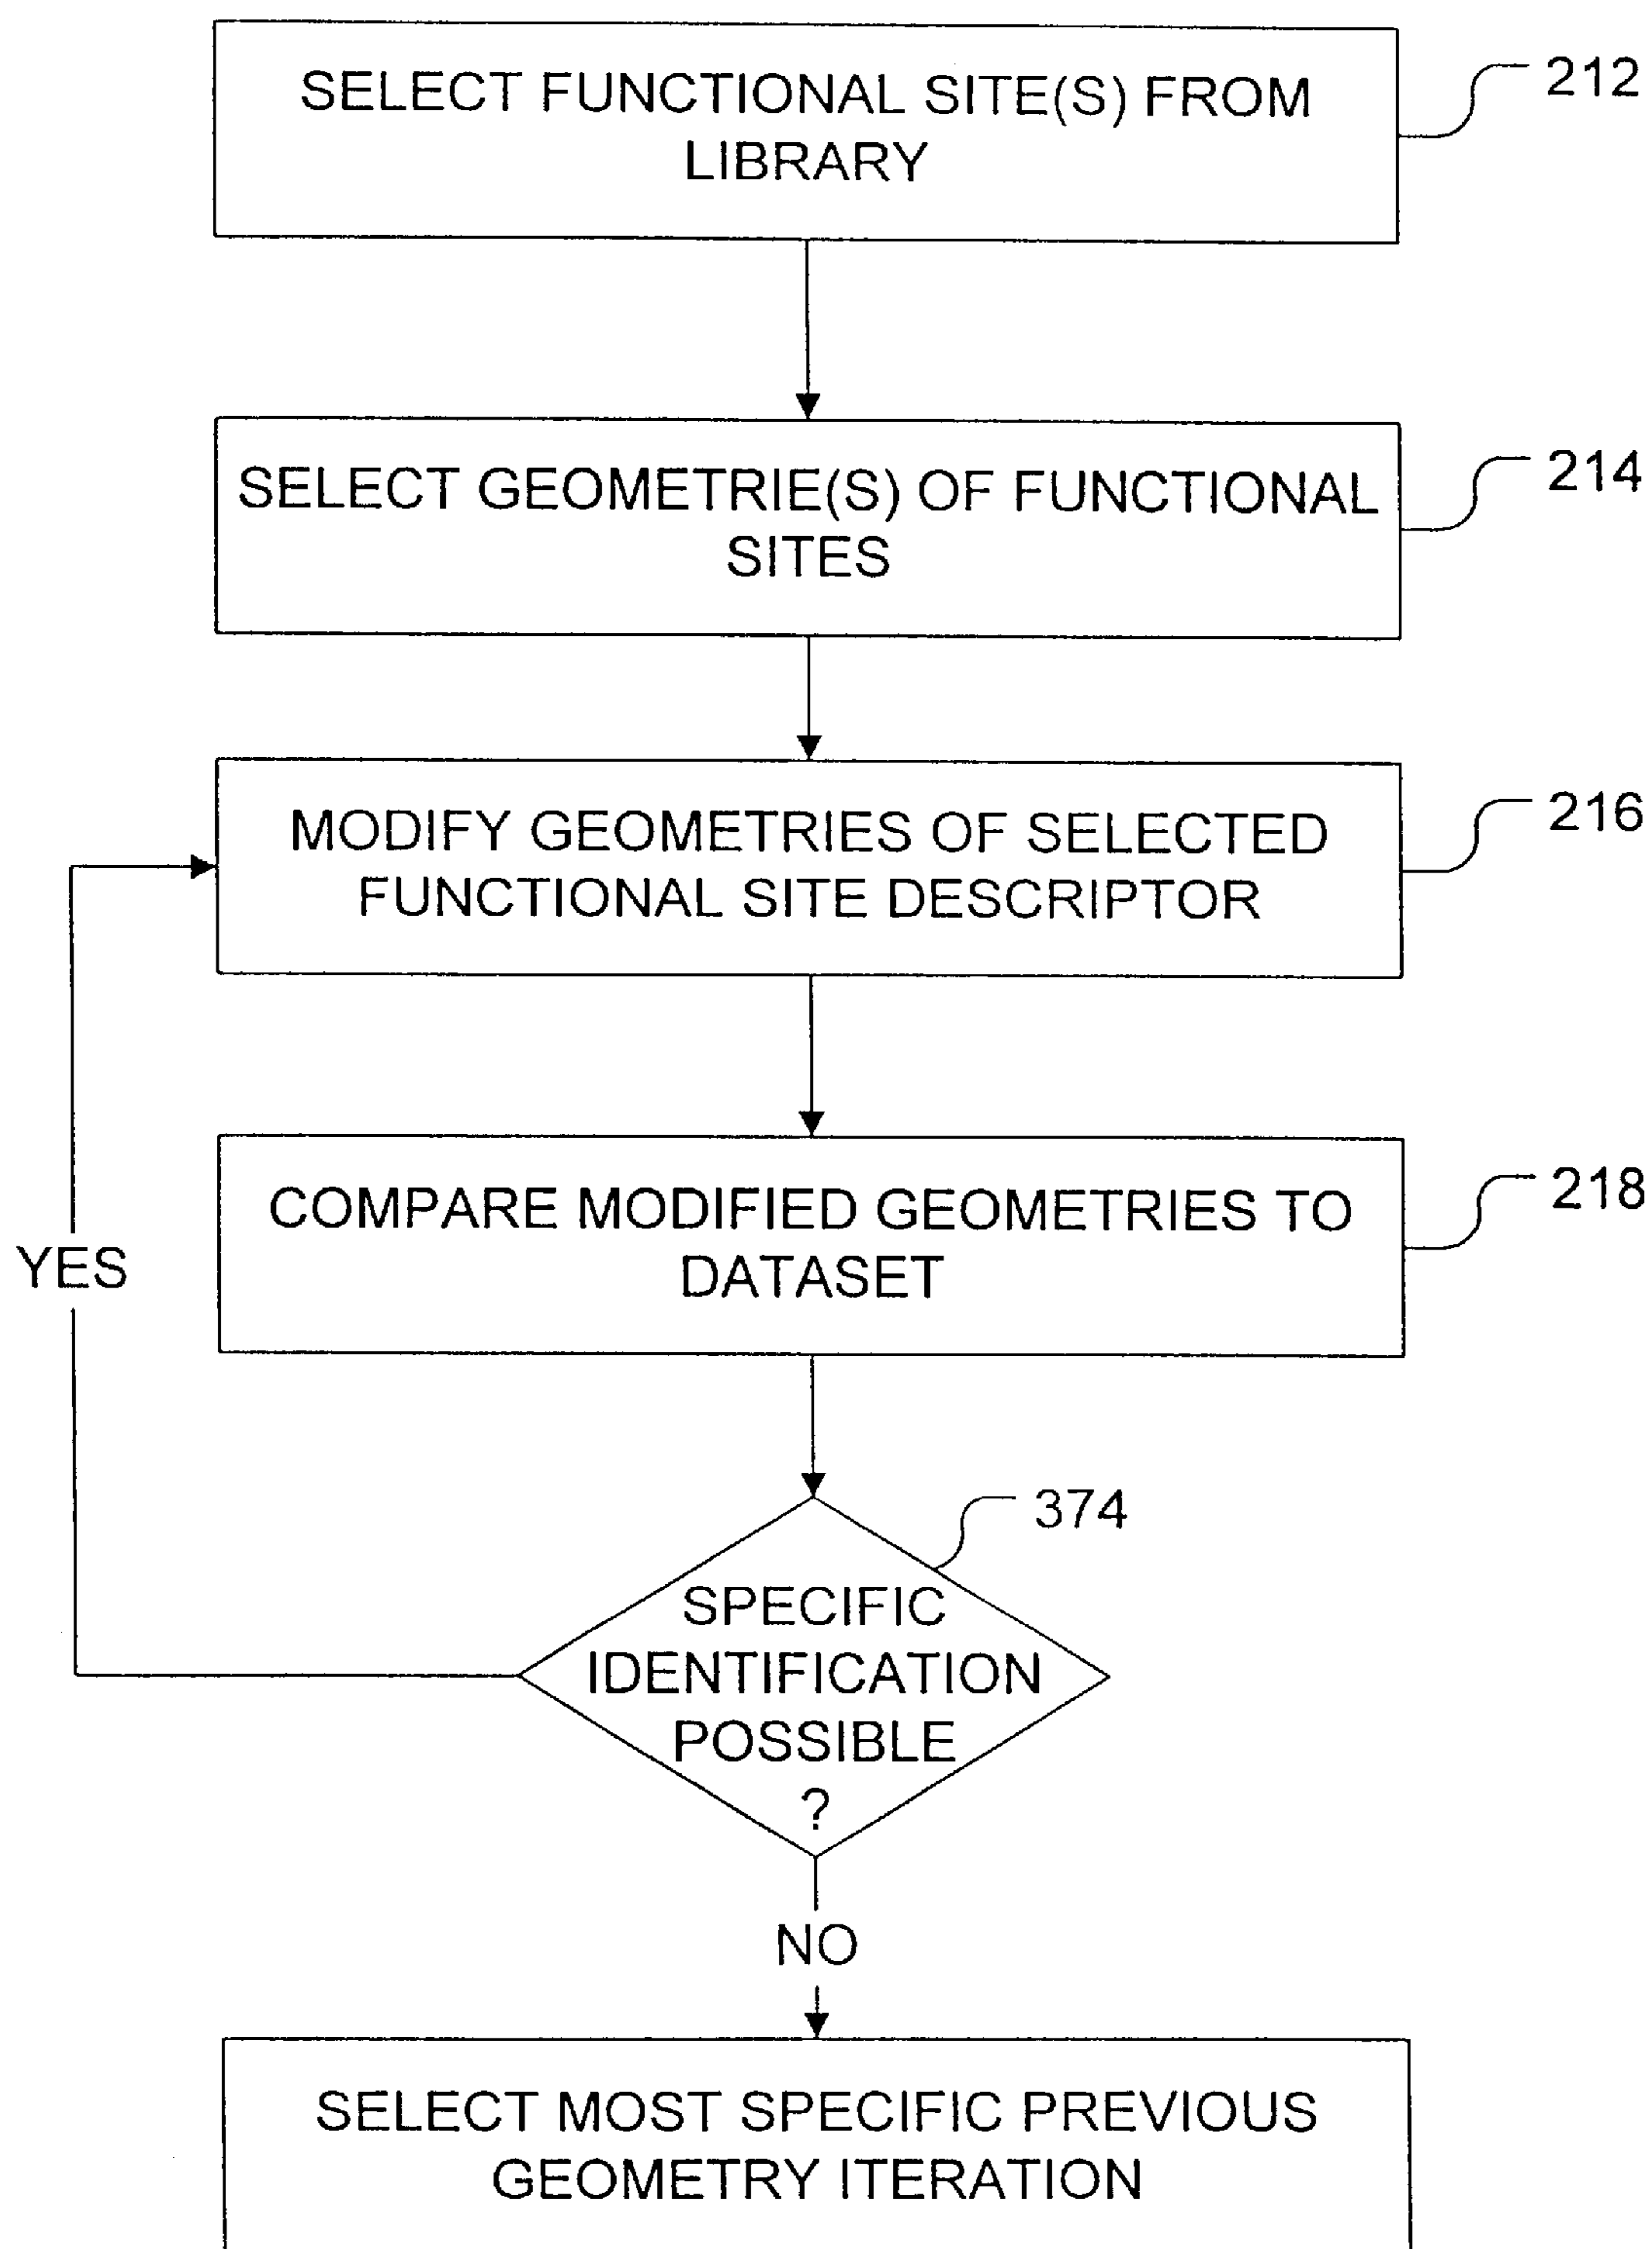 SELECT FUNCTIONAL SITE(S) FROM
LIBRARY
212
SELECT GEOMETRIE(S) OF FUNCTIONAL
SITES
214
MODIFY GEOMETRIES OF SELECTED
FUNCTIONAL SITE DESCRIPTOR
216
COMPARE MODIFIED GEOMETRIES TO
DATASET
218
YES
374
SPECIFIC
IDENTIFICATION
POSSIBLE
?
NO
SELECT MOST SPECIFIC PREVIOUS
GEOMETRY ITERATION